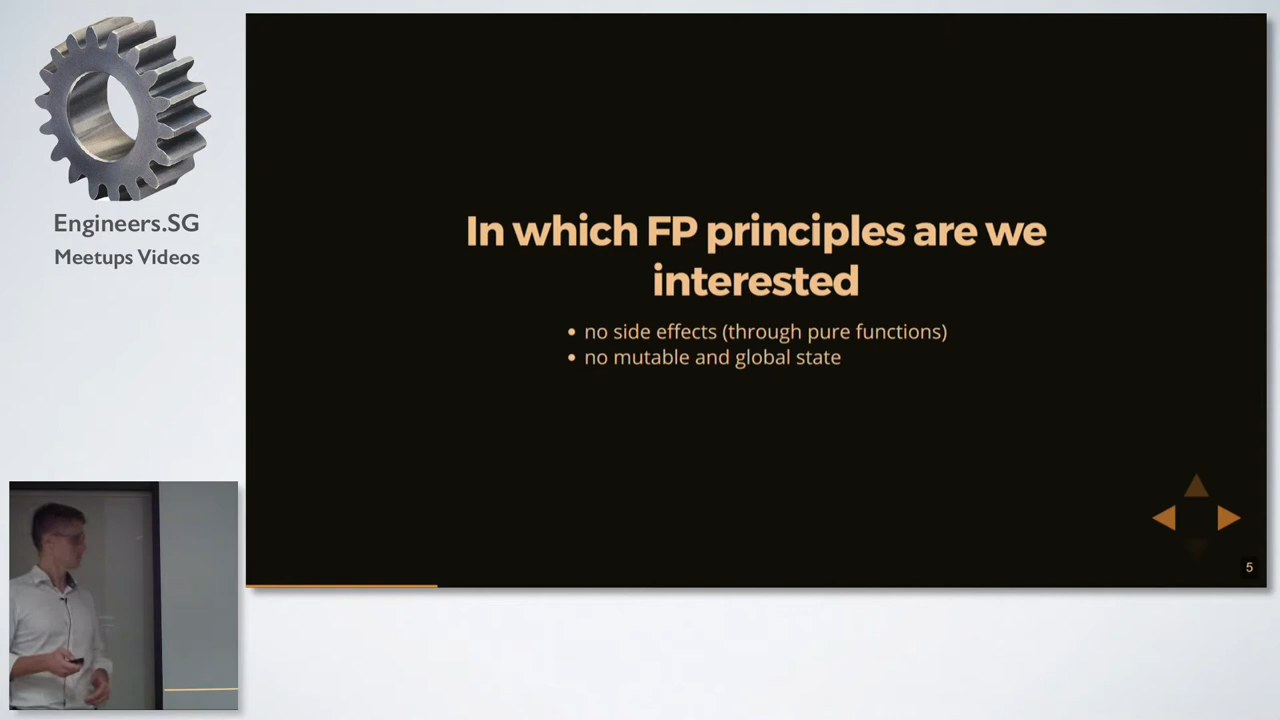 Engineers.SG
Meetups Videos
In which FP principles are we
interested
• no side effects (through pure functions)
• no mutable and global state
5